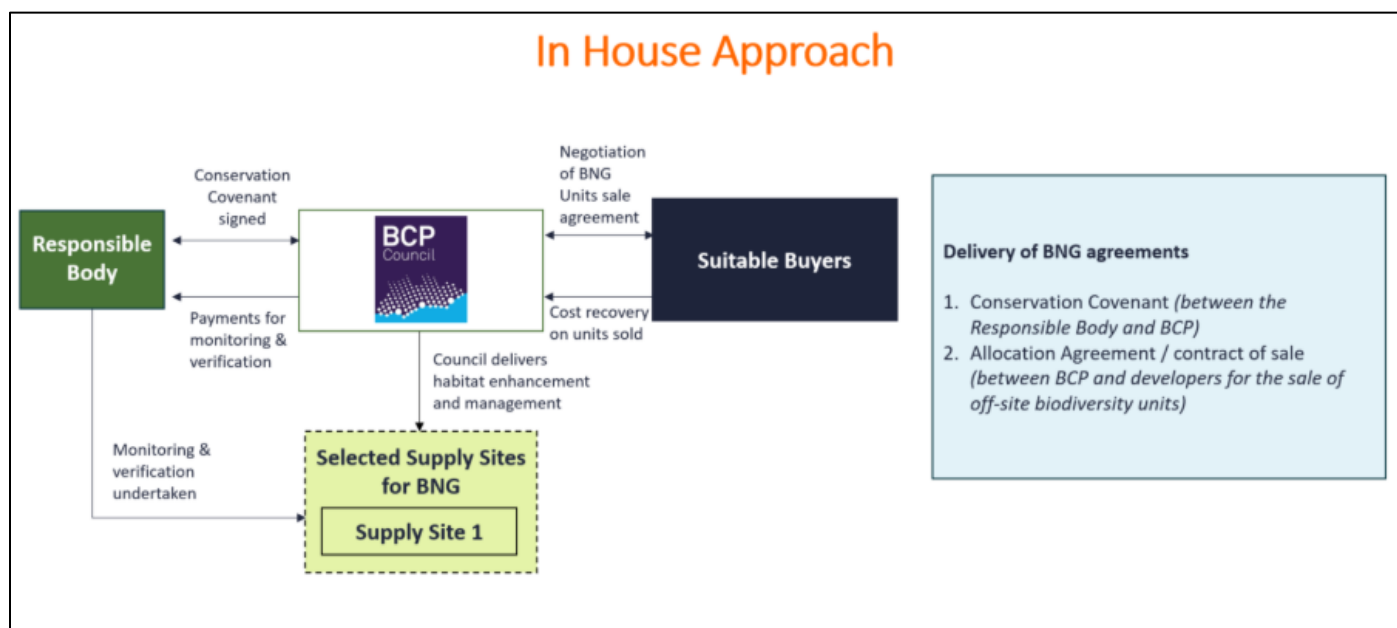 In House Approach
Conservation
Covenant
signed
Negotiation
of BNG
Units sale
agreement
Responsible
Body
BCP
Council
Suitable Buyers
Payments for
monitoring &
verification
Cost recovery
on units sold
Council delivers
habitat enhancement
and management
Monitoring &
verification
undertaken
Selected Supply Sites
for BNG
Supply Site 1
Delivery of BNG agreements
1. Conservation Covenant (between the
Responsible Body and BCP)
2. Allocation Agreement / contract of sale
(between BCP and developers for the sale of
off-site biodiversity units)